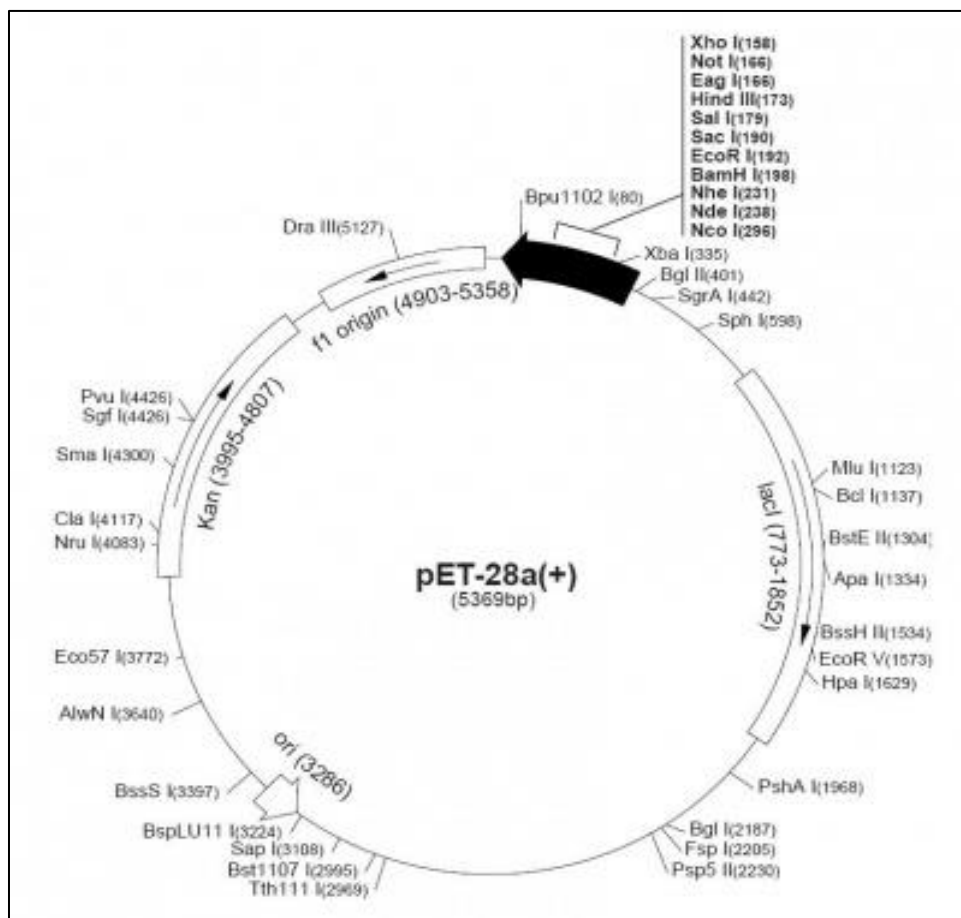 Xho I(158)
Not I(166)
Eag I(166)
Hind III(173)
Sal I(179)
Sac I(190)
EcoR I(192)
BamH I(198)
Nhe I(231)
Nde I(238)
Nco I(296)
Bpu1102 I(80)
Dra III(5127)
Xba I(335)
Bgl II(401)
SgrA I(442)
Sph I(598)
f1 origin (4903-5358)
Pvu I(4426)
Sgf I(4426)
Sma I(4300)
Kan (3995-4807)
Cla I(4117)
Nru I(4083)
Mlu I(1123)
Bcl I(1137)
BstE II(1304)
lacI (773-1852)
Apa I(1334)
pET-28a(+)
(5369bp)
BssH II(1534)
EcoR V(1573)
Hpa I(1629)
Eco57 I(3772)
AlwN I(3640)
ori (3286)
BssS I(3397)
PshA I(1968)
BspLU11 I(3224)
Sap I(3108)
Bst1107 I(2995)
Tth111 I(2969)
Bgl I(2187)
Fsp I(2205)
Psp5 II(2230)